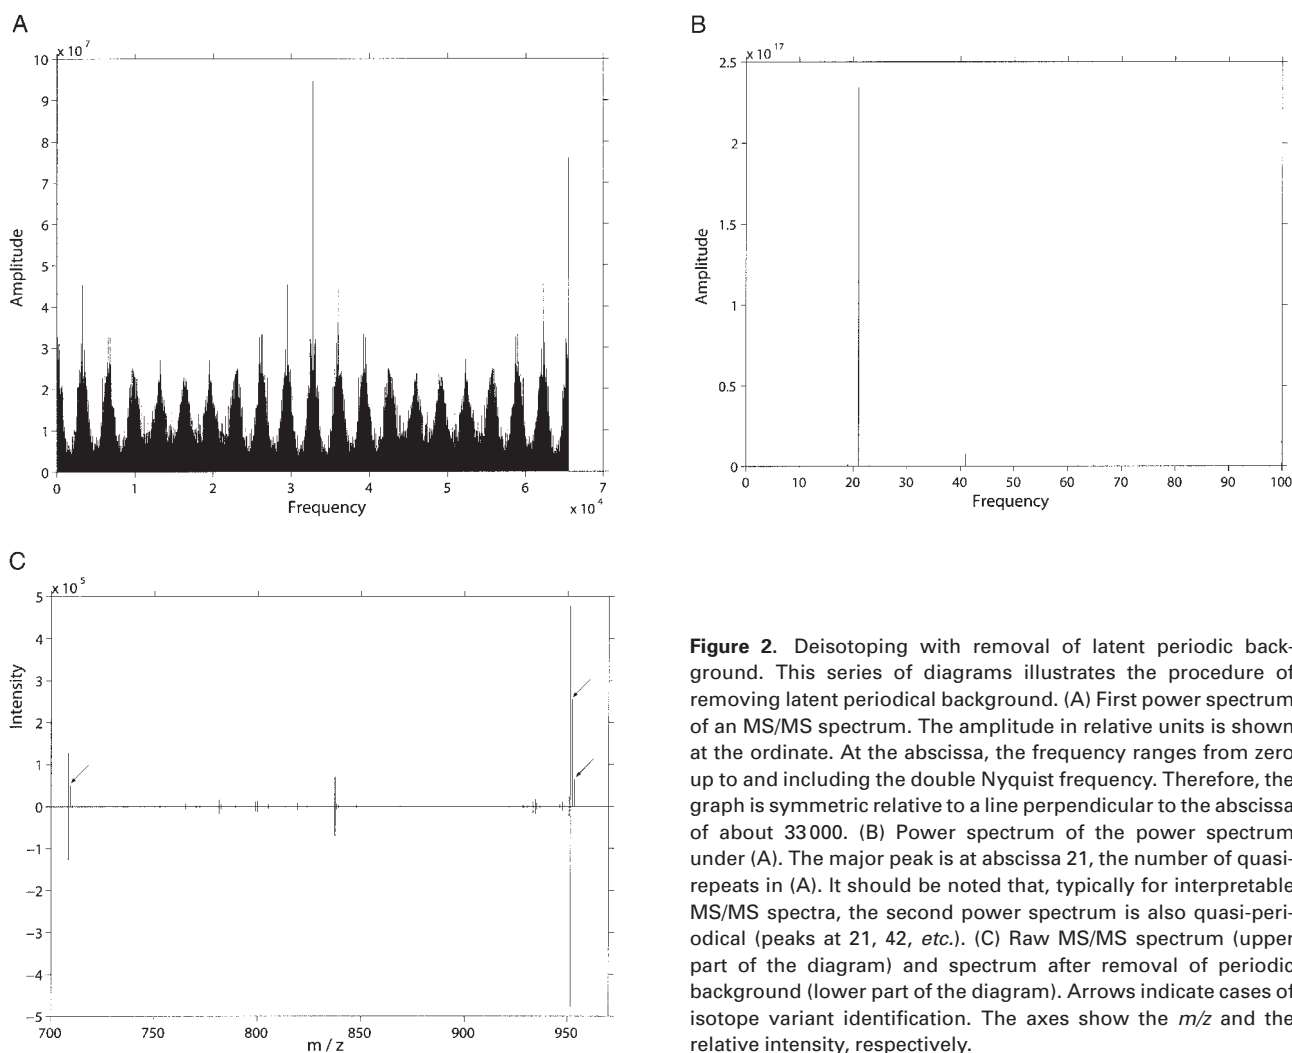 A
x 10 7
10
9
8
7
6
5
4
3
2
1
0
Amplitude
0 1 2 3 4 5 6 7
Frequency
x 10 4
B
x 10 17
2.5
2
1.5
1
0.5
0
Amplitude
0 10 20 30 40 50 60 70 80 90 100
Frequency
C
x 10 5
5
4
3
2
1
0
−1
−2
−3
−4
−5
Intensity
700 750 800 850 900 950
m / z
Figure 2. Deisotoping with removal of latent periodic back-
ground. This series of diagrams illustrates the procedure of
removing latent periodical background. (A) First power spectrum
of an MS/MS spectrum. The amplitude in relative units is shown
at the ordinate. At the abscissa, the frequency ranges from zero
up to and including the double Nyquist frequency. Therefore, the
graph is symmetric relative to a line perpendicular to the abscissa
of about 33 000. (B) Power spectrum of the power spectrum
under (A). The major peak is at abscissa 21, the number of quasi-
repeats in (A). It should be noted that, typically for interpretable
MS/MS spectra, the second power spectrum is also quasi-peri-
odical (peaks at 21, 42, etc.). (C) Raw MS/MS spectrum (upper
part of the diagram) and spectrum after removal of periodic
background (lower part of the diagram). Arrows indicate cases of
isotope variant identification. The axes show the m/z and the
relative intensity, respectively.